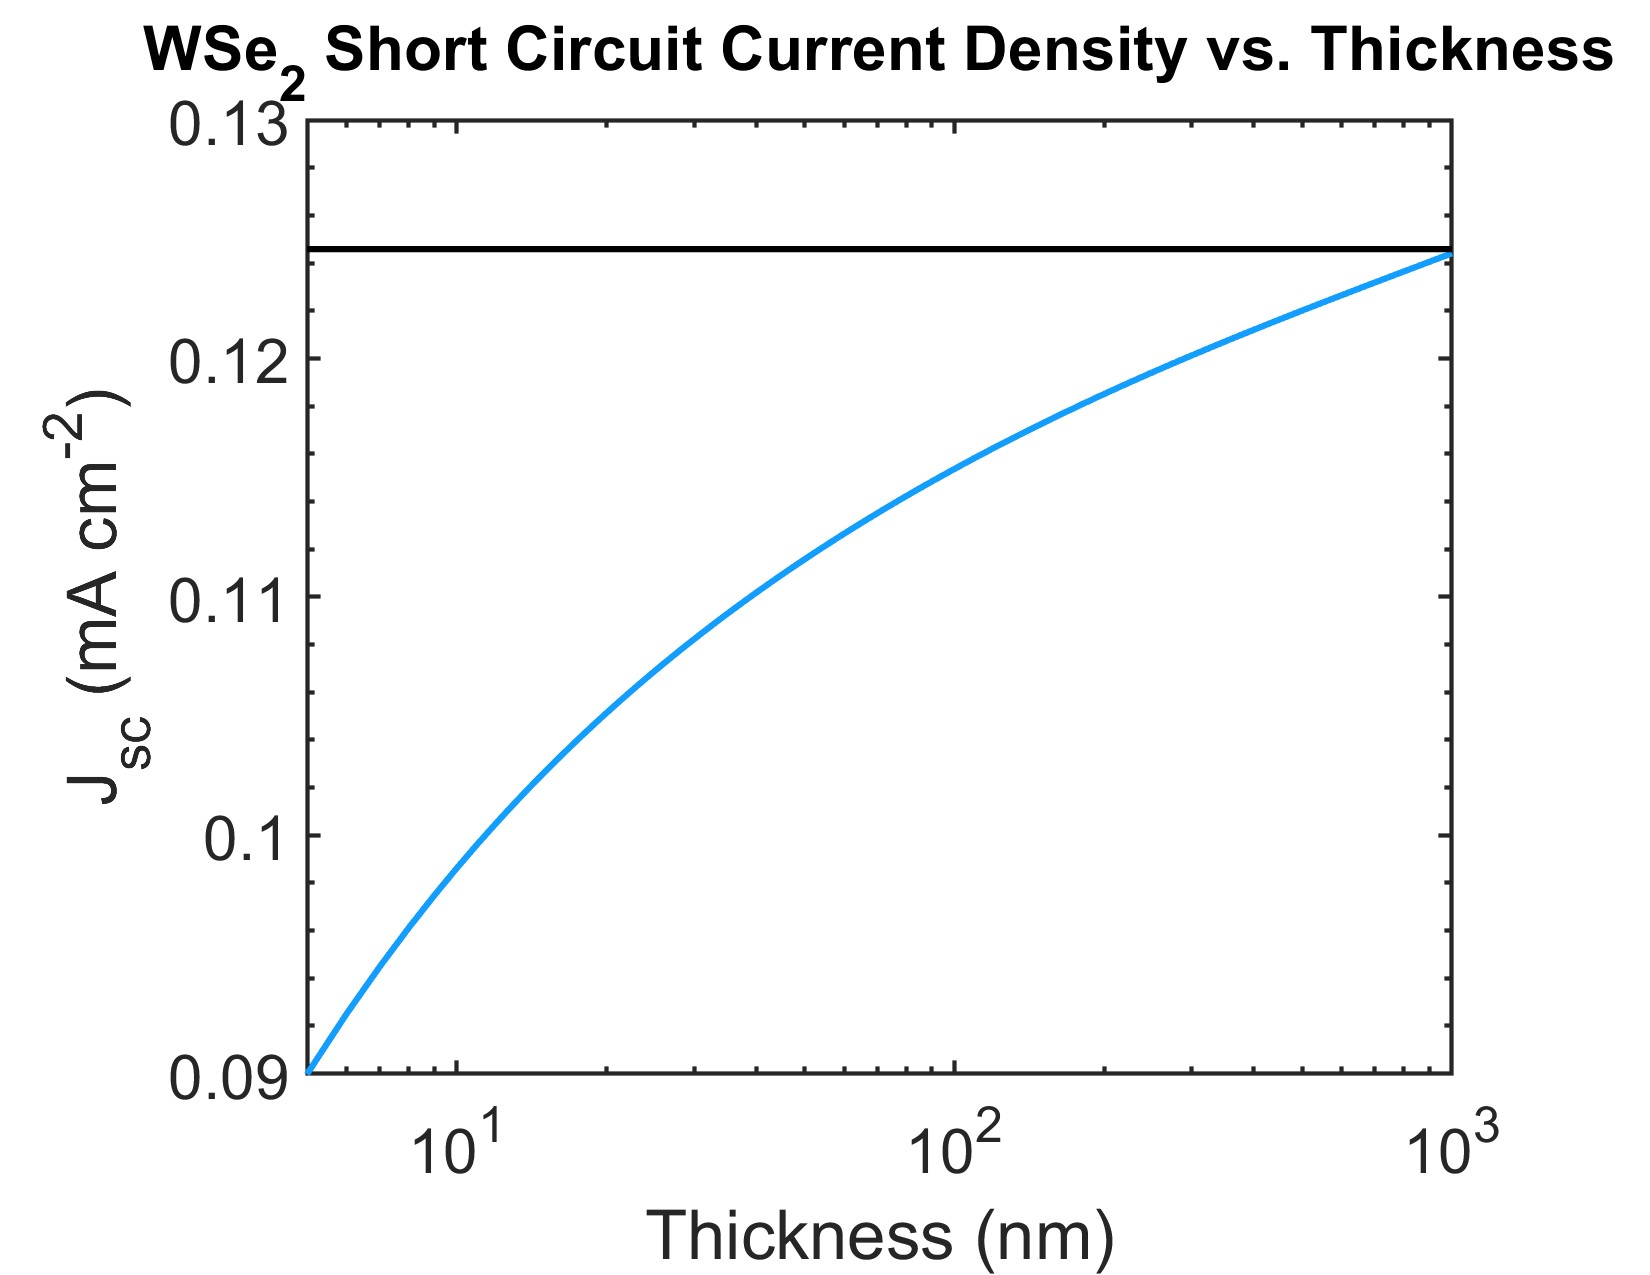 WSe2 Short Circuit Current Density vs. Thickness
0.13
0.12
0.11
0.1
0.09
Jsc (mA cm-2)
10^1 10^2 10^3
Thickness (nm)